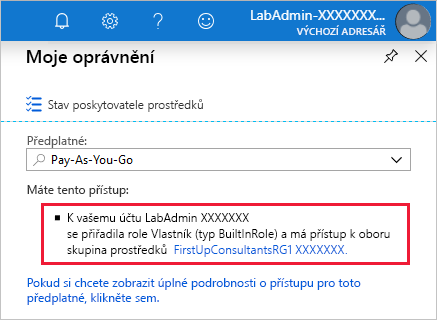 LabAdmin-XXXXXXX...
VÝCHOZÍ ADRESÁŘ
Moje oprávnění
Stav poskytovatele prostředků
Předplatné:
Pay-As-You-Go
Máte tento přístup:
K vašemu účtu LabAdmin XXXXXXX
se přiřadila role Vlastník (typ BuiltInRole) a má přístup k oboru
skupina prostředků FirstUpConsultantsRG1 XXXXXXX.
Pokud si chcete zobrazit úplné podrobnosti o přístupu pro toto
předplatné, klikněte sem.